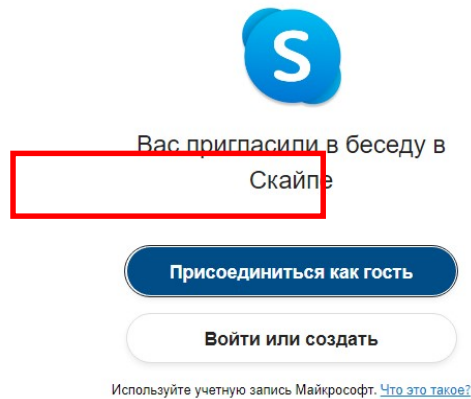 S
Вас пригласили в беседу в
Скайпе
Присоединиться как гость
Войти или создать
Используйте учетную запись Майкрософт. Что это такое?